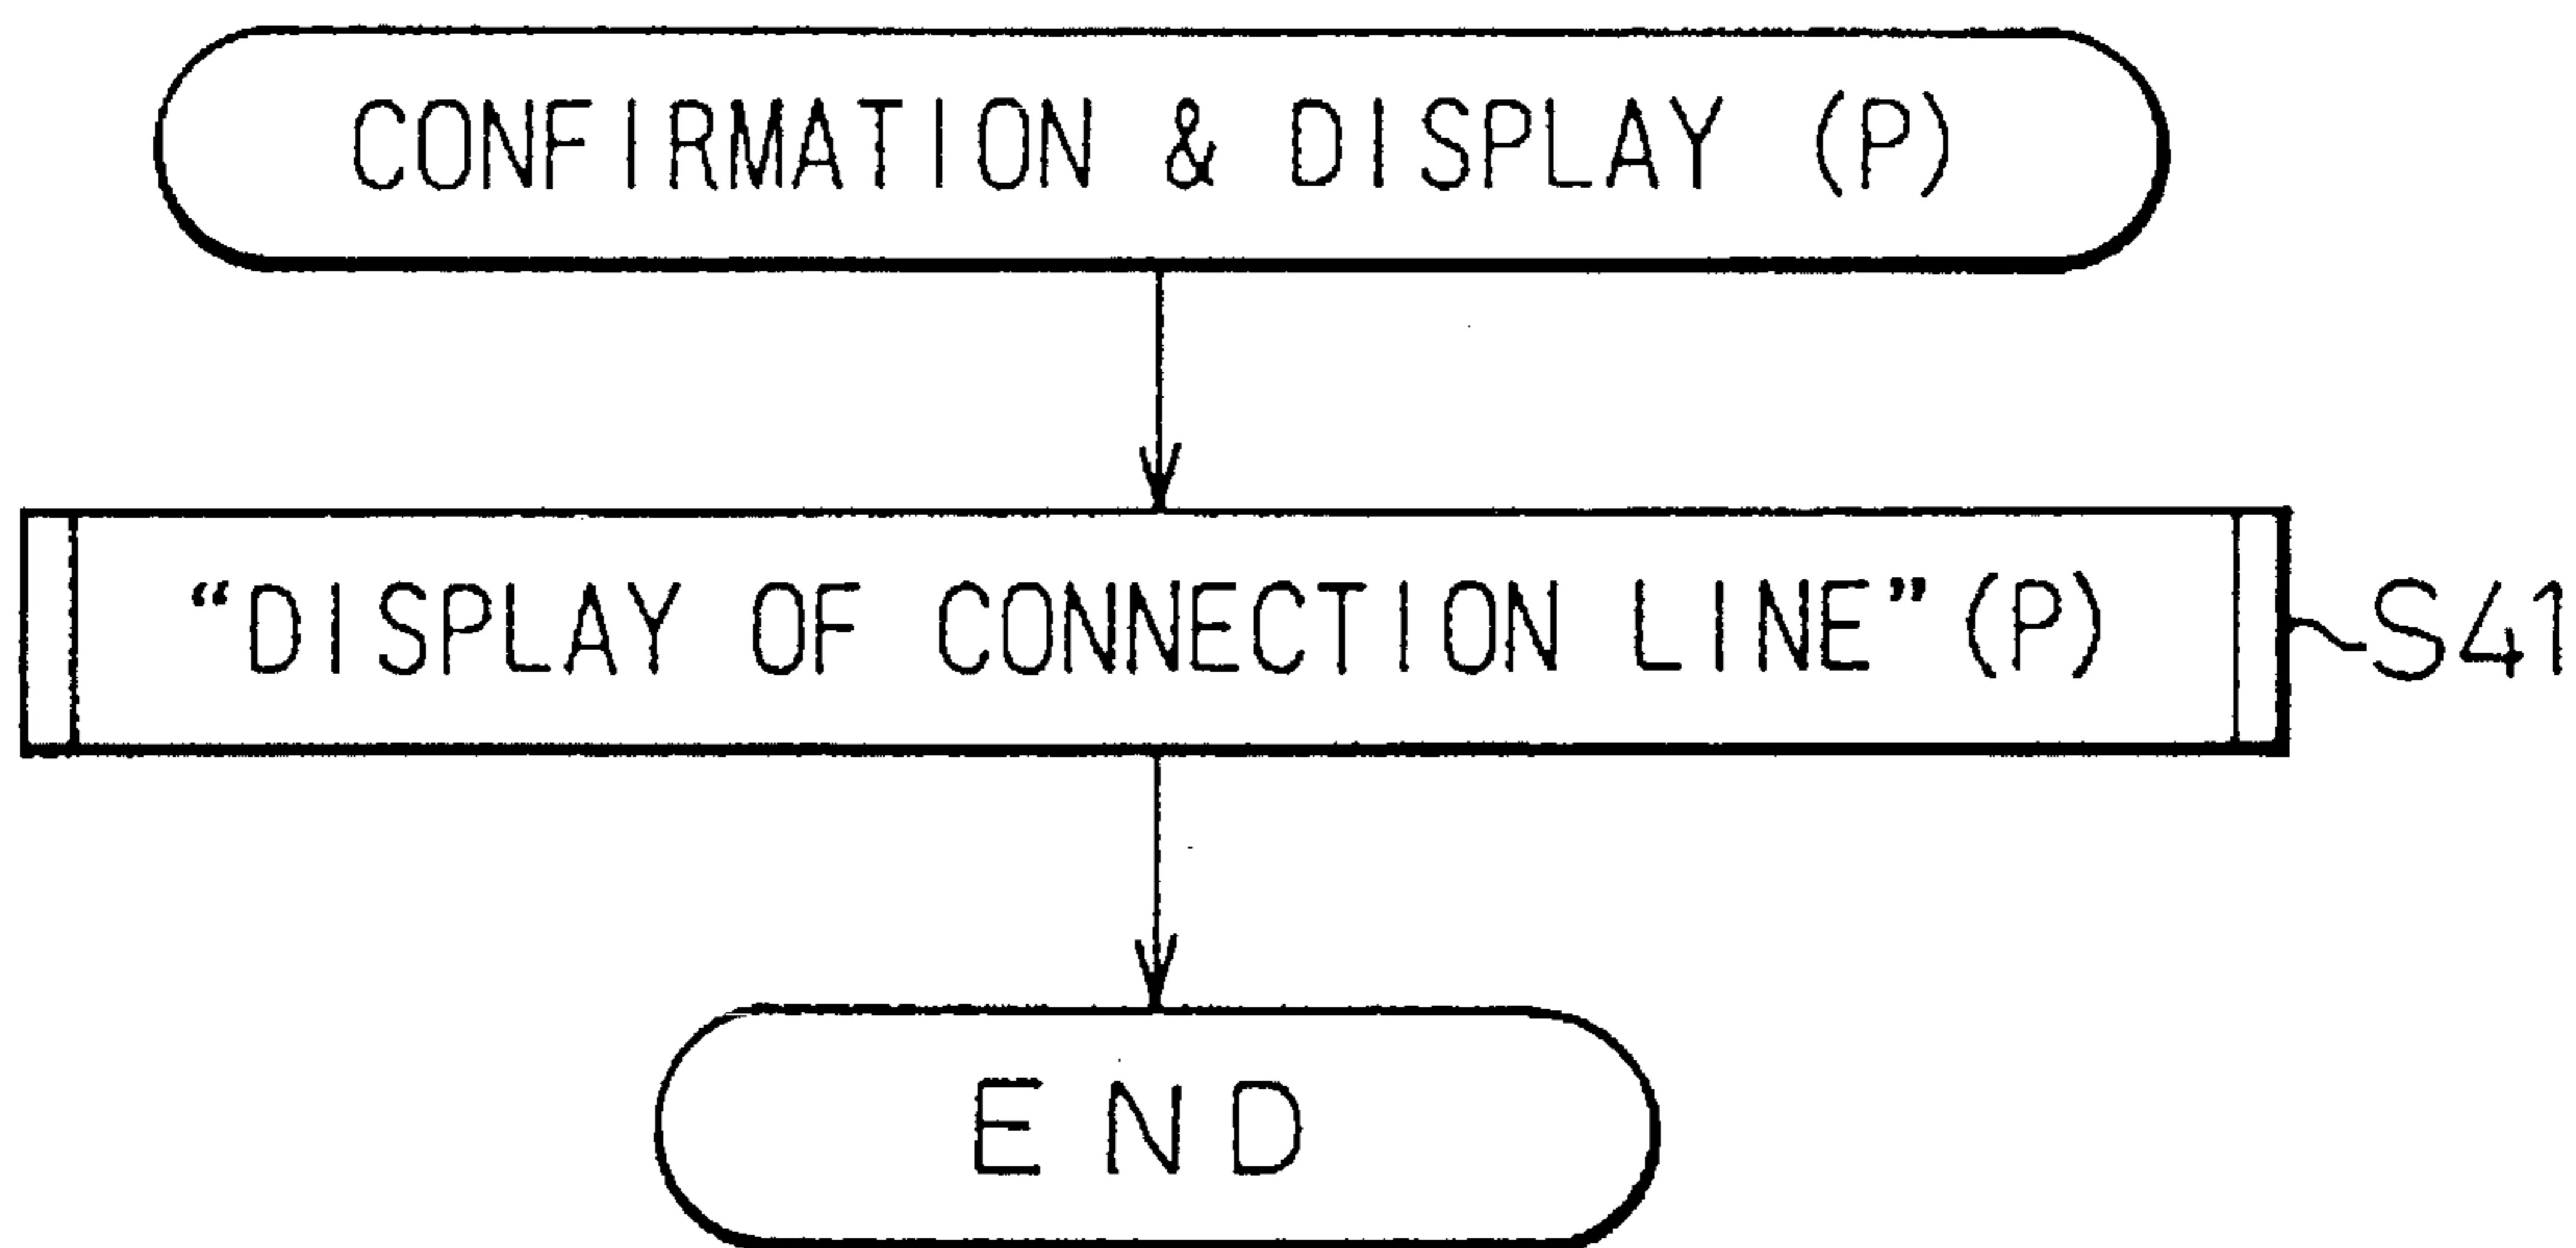 CONFIRMATION & DISPLAY (P)
“DISPLAY OF CONNECTION LINE”(P) S41
END